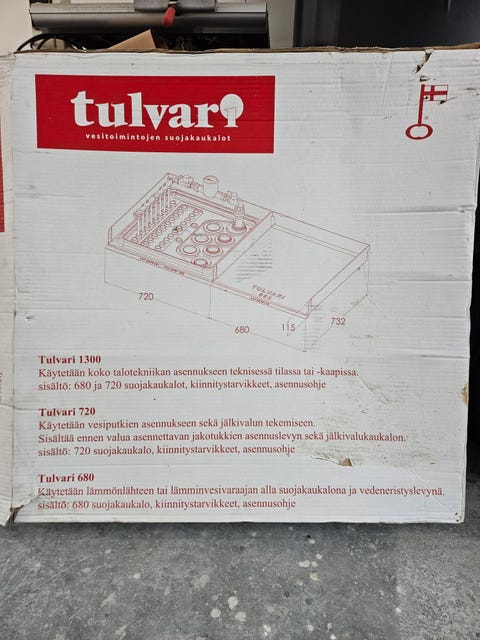 tulvari
vesitoimintojen suojakaukalot
TULVARI
680
720
680
115
732
Tulvari 1300
Käytetään koko talotekniikan asennukseen teknisessä tilassa tai -kaapissa.
sisältö: 680 ja 720 suojakaukalot, kiinnitystarvikkeet, asennusohje
Tulvari 720
Käytetään vesiputkien asennukseen sekä jälkivalun tekemiseen.
Sisältää ennen valua asennettavan jakotukkien asennuslevyn sekä jälkivalukaukalon.
sisältö: 720 suojakaukalo, kiinnitystarvikkeet, asennusohje
Tulvari 680
Käytetään lämmönlähteen tai lämminvesivaraajan alla suojakaukalona ja vedeneristyslevynä.
sisältö: 680 suojakaukalo, kiinnitystarvikkeet, asennusohje